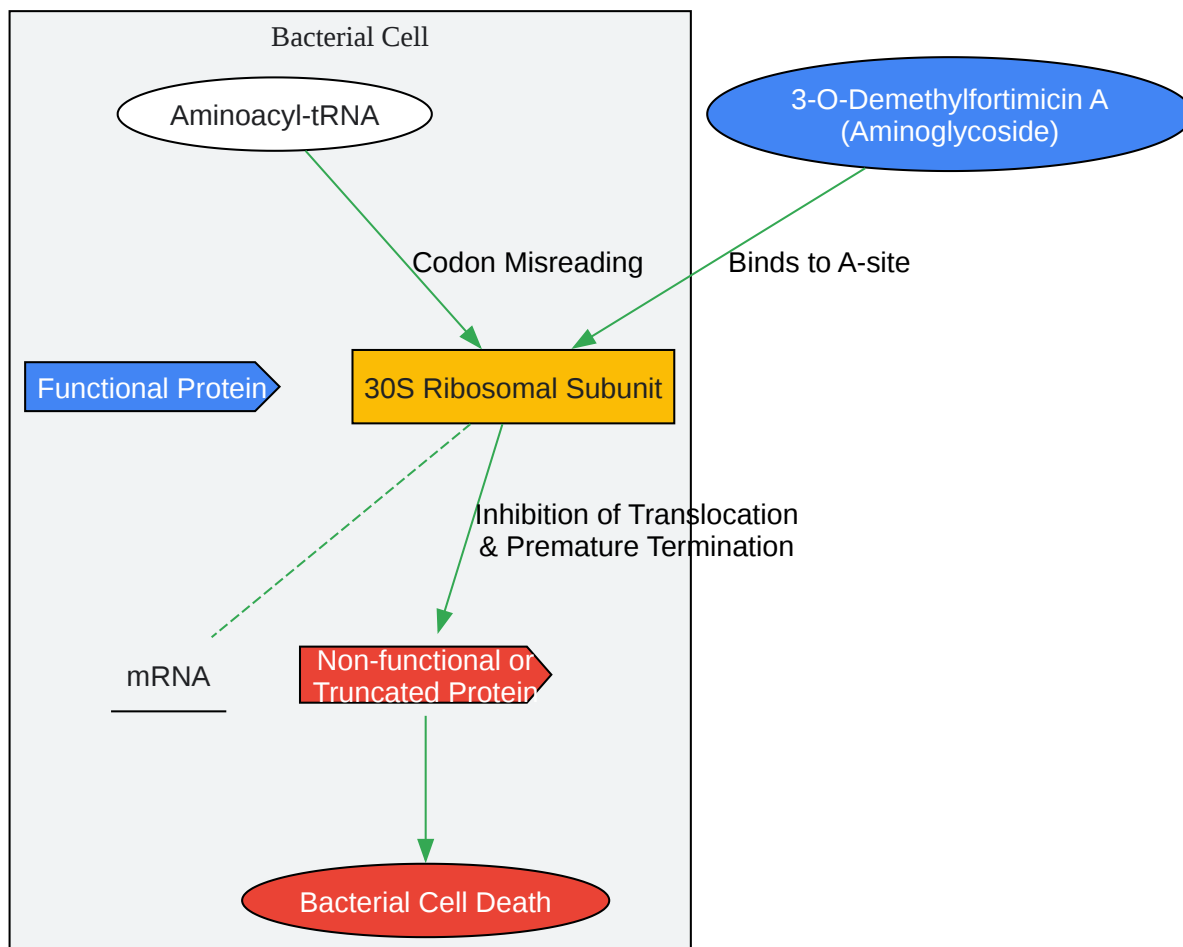 Bacterial Cell
Aminoacyl-tRNA
3-O-Demethylfortimicin A
(Aminoglycoside)
Codon Misreading
Binds to A-site
Functional Protein
30S Ribosomal Subunit
Inhibition of Translocation
& Premature Termination
mRNA
Non-functional or
Truncated Protein
Bacterial Cell Death